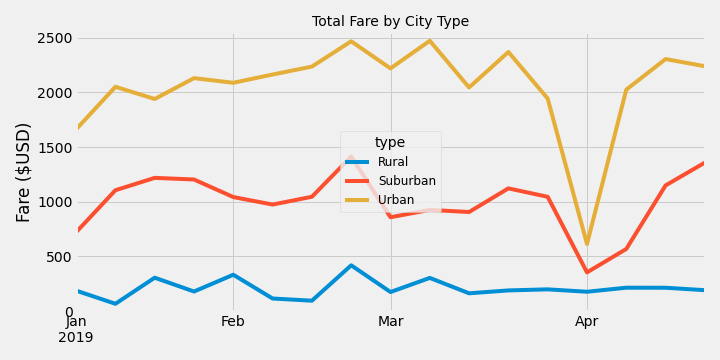 Total Fare by City Type
Fare ($USD)
2500
2000
1500
1000
500
0
type
Rural
Suburban
Urban
Jan Feb Mar Apr
2019